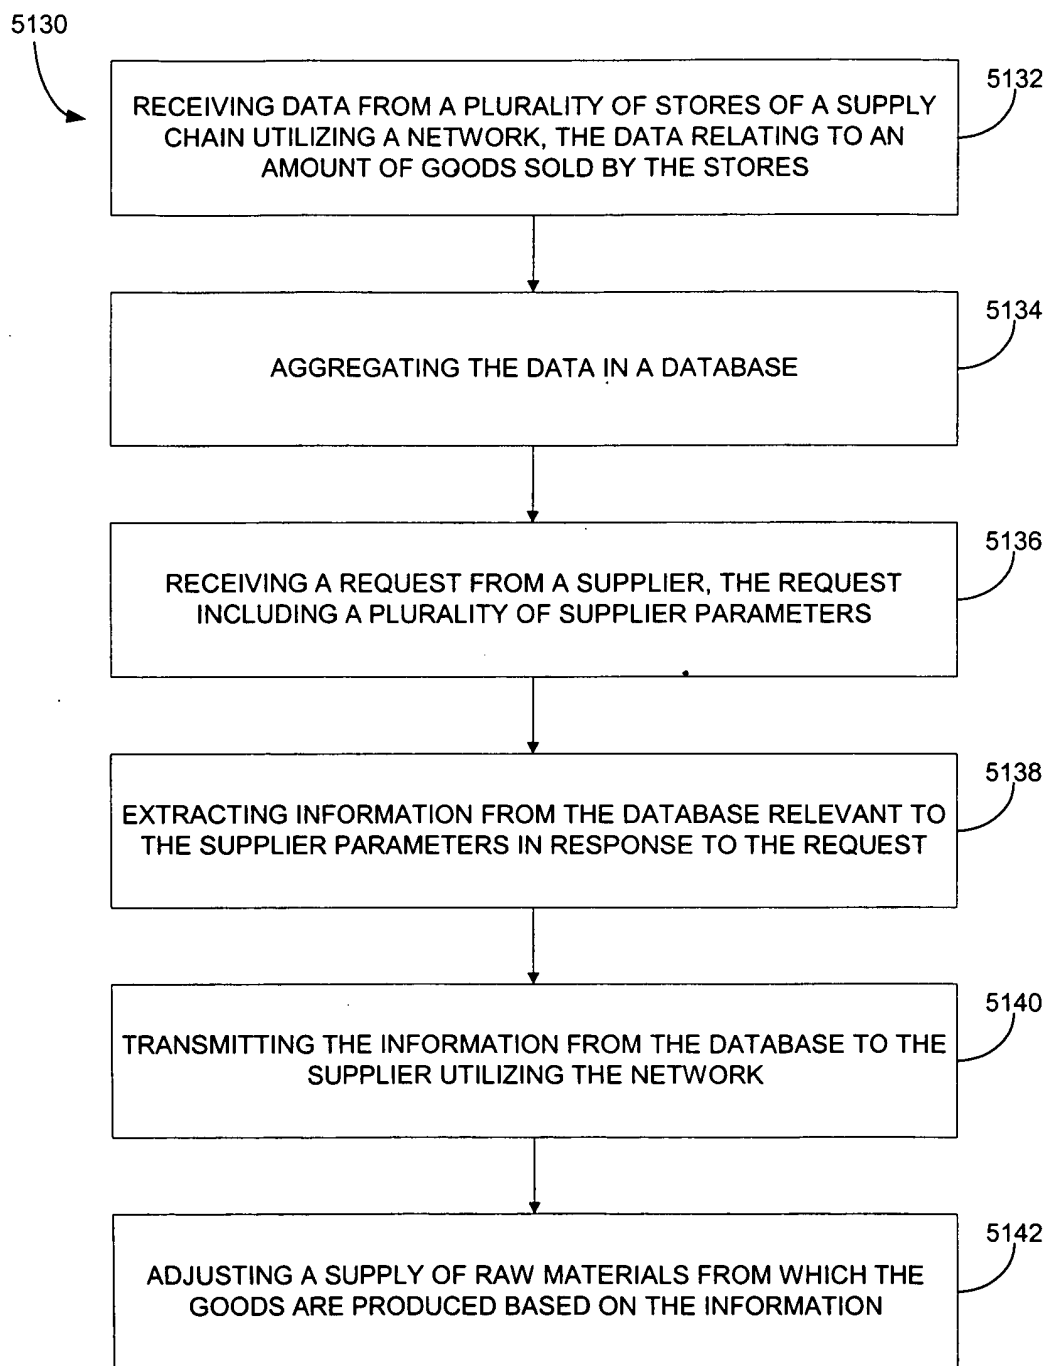 5130
RECEIVING DATA FROM A PLURALITY OF STORES OF A SUPPLY
CHAIN UTILIZING A NETWORK, THE DATA RELATING TO AN
AMOUNT OF GOODS SOLD BY THE STORES
5132
AGGREGATING THE DATA IN A DATABASE
5134
RECEIVING A REQUEST FROM A SUPPLIER, THE REQUEST
INCLUDING A PLURALITY OF SUPPLIER PARAMETERS
5136
EXTRACTING INFORMATION FROM THE DATABASE RELEVANT TO
THE SUPPLIER PARAMETERS IN RESPONSE TO THE REQUEST
5138
TRANSMITTING THE INFORMATION FROM THE DATABASE TO THE
SUPPLIER UTILIZING THE NETWORK
5140
ADJUSTING A SUPPLY OF RAW MATERIALS FROM WHICH THE
GOODS ARE PRODUCED BASED ON THE INFORMATION
5142